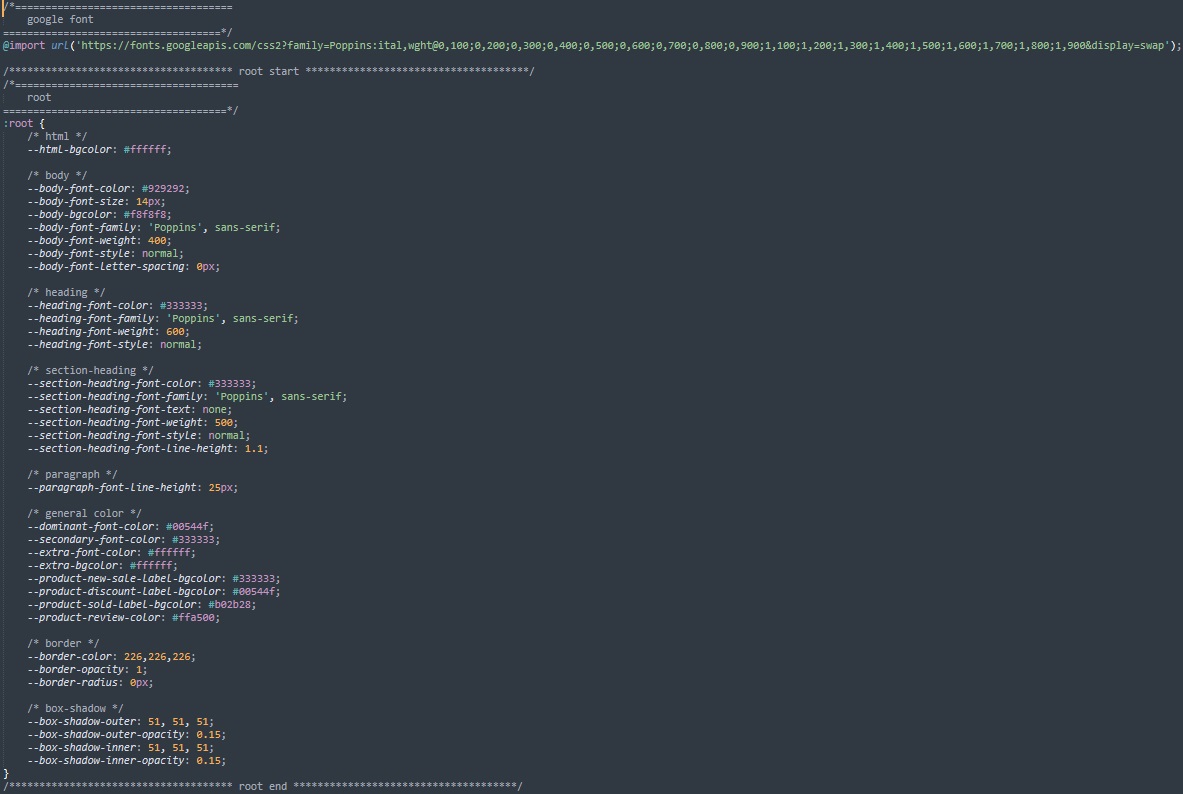 /*====================================
    google font
====================================*/
@import url('https://fonts.googleapis.com/css2?family=Poppins:ital,wght@0,100;0,200;0,300;0,400;0,500;0,600;0,700;0,800;0,900;1,100;1,200;1,300;1,400;1,500;1,600;1,700;1,800;1,900&display=swap');
/************************************* root start *************************************/
/*=====================================
    root
=====================================*/
:root {
    /* html */
    --html-bgcolor: #ffffff;
    /* body */
    --body-font-color: #929292;
    --body-font-size: 14px;
    --body-bgcolor: #f8f8f8;
    --body-font-family: 'Poppins', sans-serif;
    --body-font-weight: 400;
    --body-font-style: normal;
    --body-font-letter-spacing: 0px;
    /* heading */
    --heading-font-color: #333333;
    --heading-font-family: 'Poppins', sans-serif;
    --heading-font-weight: 600;
    --heading-font-style: normal;
    /* section-heading */
    --section-heading-font-color: #333333;
    --section-heading-font-family: 'Poppins', sans-serif;
    --section-heading-font-text: none;
    --section-heading-font-weight: 500;
    --section-heading-font-style: normal;
    --section-heading-font-line-height: 1.1;
    /* paragraph */
    --paragraph-font-line-height: 25px;
    /* general color */
    --dominant-font-color: #00544f;
    --secondary-font-color: #333333;
    --extra-font-color: #ffffff;
    --extra-bgcolor: #ffffff;
    --product-new-sale-label-bgcolor: #333333;
    --product-discount-label-bgcolor: #00544f;
    --product-sold-label-bgcolor: #b02b28;
    --product-review-color: #ffa500;
    /* border */
    --border-color: 226,226,226;
    --border-opacity: 1;
    --border-radius: 0px;
    /* box-shadow */
    --box-shadow-outer: 51, 51, 51;
    --box-shadow-outer-opacity: 0.15;
    --box-shadow-inner: 51, 51, 51;
    --box-shadow-inner-opacity: 0.15;
}
/************************************* root end *************************************/